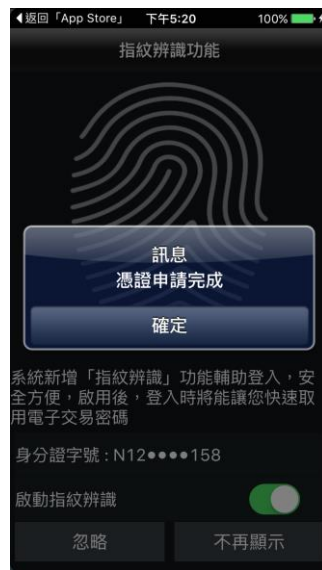 ◀返回「App Store」 下午5:20 100%
指紋辨識功能
訊息
憑證申請完成
確定
系統新增「指紋辨識」功能輔助登入，安
全方便，啟用後，登入時將能讓您快速取
用電子交易密碼
身分證字號 : N12●●●●158
啟動指紋辨識
忽略 不再顯示